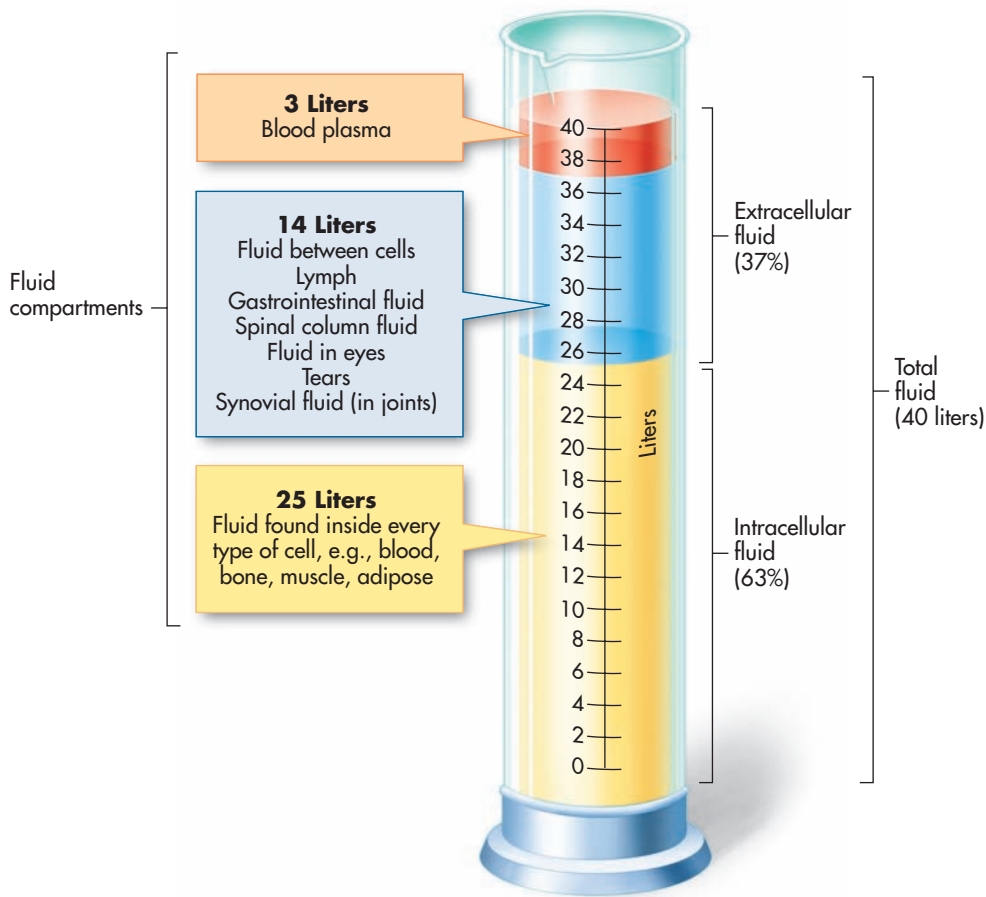 Fluid
compartments
3 Liters
Blood plasma
14 Liters
Fluid between cells
Lymph
Gastrointestinal fluid
Spinal column fluid
Fluid in eyes
Tears
Synovial fluid (in joints)
25 Liters
Fluid found inside every
type of cell, e.g., blood,
bone, muscle, adipose
40
38
36
34
32
30
28
26
24
22
20
18
16
14
12
10
8
6
4
2
0
Liters
Extracellular
fluid
(37%)
Intracellular
fluid
(63%)
Total
fluid
(40 liters)